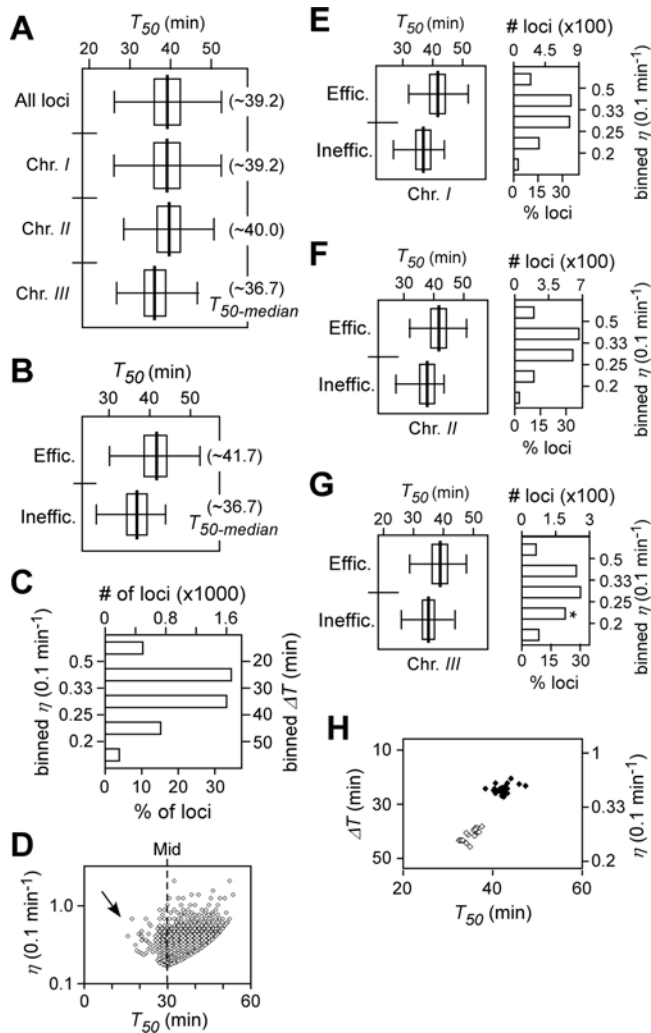 A
T50 (min)
20 30 40 50
All loci (~39.2)
Chr. I (~39.2)
Chr. II (~40.0)
Chr. III (~36.7)
T50-median
B
T50 (min)
30 40 50
Effic. (~41.7)
Ineffic. (~36.7)
T50-median
C
# of loci (x1000)
0 0.8 1.6
binned η (0.1 min-1)
0.5
0.33
0.25
0.2
20
30
40
50
binned ΔT (min)
0 10 20 30
% of loci
D
Mid
η (0.1 min-1)
1.0
0.1
0 30 60
T50 (min)
E
T50 (min)
30 40 50
Effic.
Ineffic.
Chr. I
# loci (x100)
0 4.5 9
0.5
0.33
0.25
0.2
binned η (0.1 min-1)
0 15 30
% loci
F
T50 (min)
30 40 50
Effic.
Ineffic.
Chr. II
# loci (x100)
0 3.5 7
0.5
0.33
0.25
0.2
binned η (0.1 min-1)
0 15 30
% loci
G
T50 (min)
20 30 40 50
Effic.
Ineffic.
Chr. III
# loci (x100)
0 1.5 3
0.5
0.33
0.25
*
0.2
binned η (0.1 min-1)
0 10 20 30
% loci
H
ΔT (min)
10
30
50
1
0.33
0.2
η (0.1 min-1)
20 40 60
T50 (min)